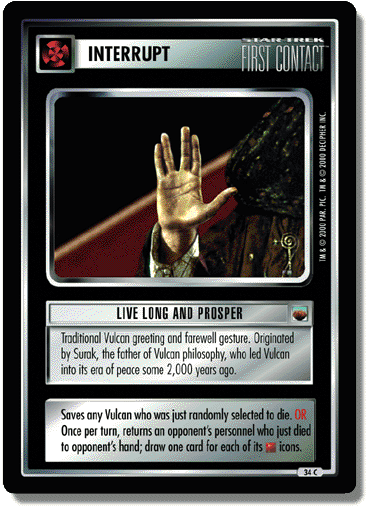 INTERRUPT
STAR TREK
FIRST CONTACT™
TM & © 2000 PAR. PIC. TM & © 2000 DECIPHER INC.
LIVE LONG AND PROSPER
Traditional Vulcan greeting and farewell gesture. Originated
by Surak, the father of Vulcan philosophy, who led Vulcan
into its era of peace some 2,000 years ago.
Saves any Vulcan who was just randomly selected to die. OR
Once per turn, returns an opponent's personnel who just died
to opponent's hand; draw one card for each of its icons.
34 C